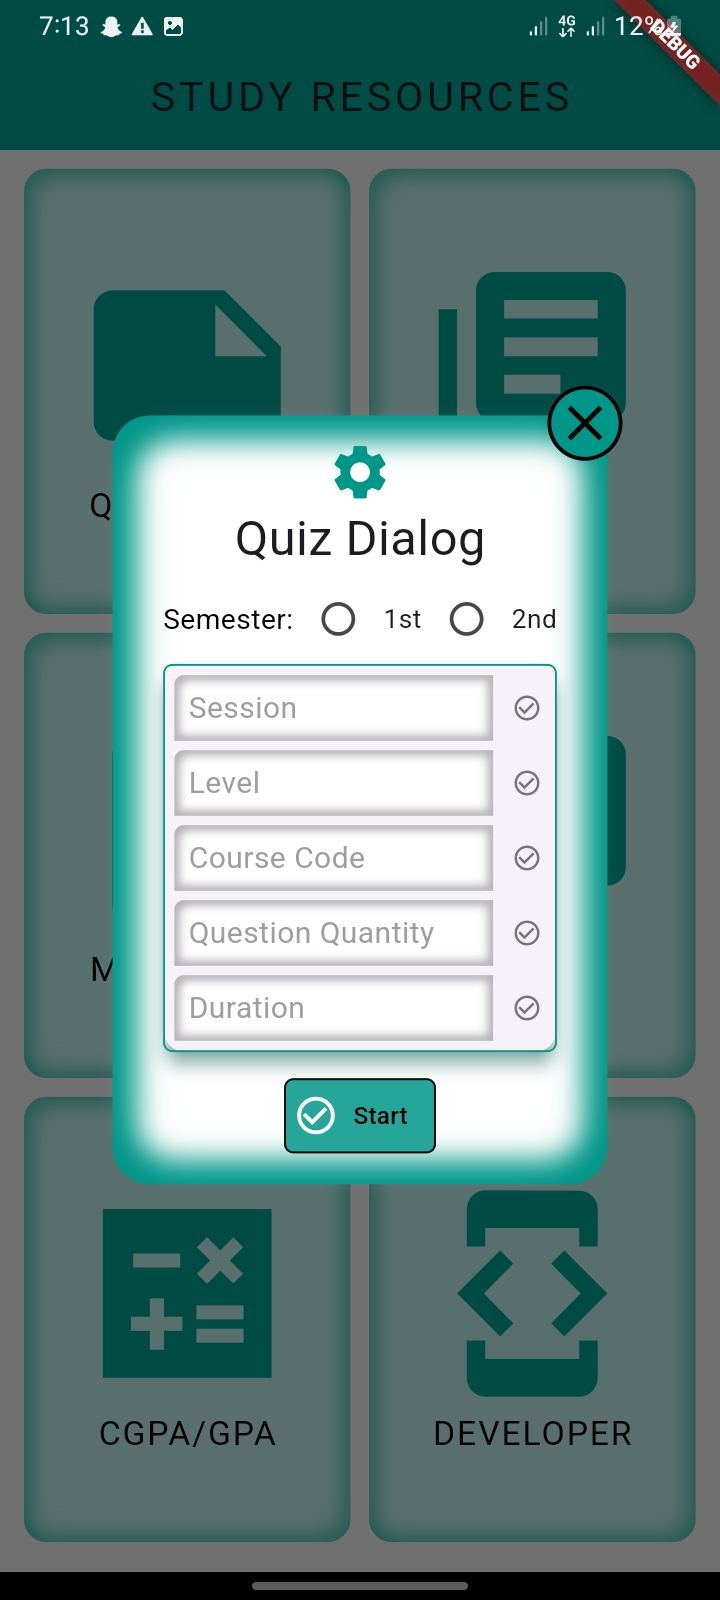 7:13 4G 12%
DEBUG
STUDY RESOURCES
Q
Quiz Dialog
Semester: 1st 2nd
Session
Level
Course Code
Question Quantity
M
Duration
Start
CGPA/GPA DEVELOPER